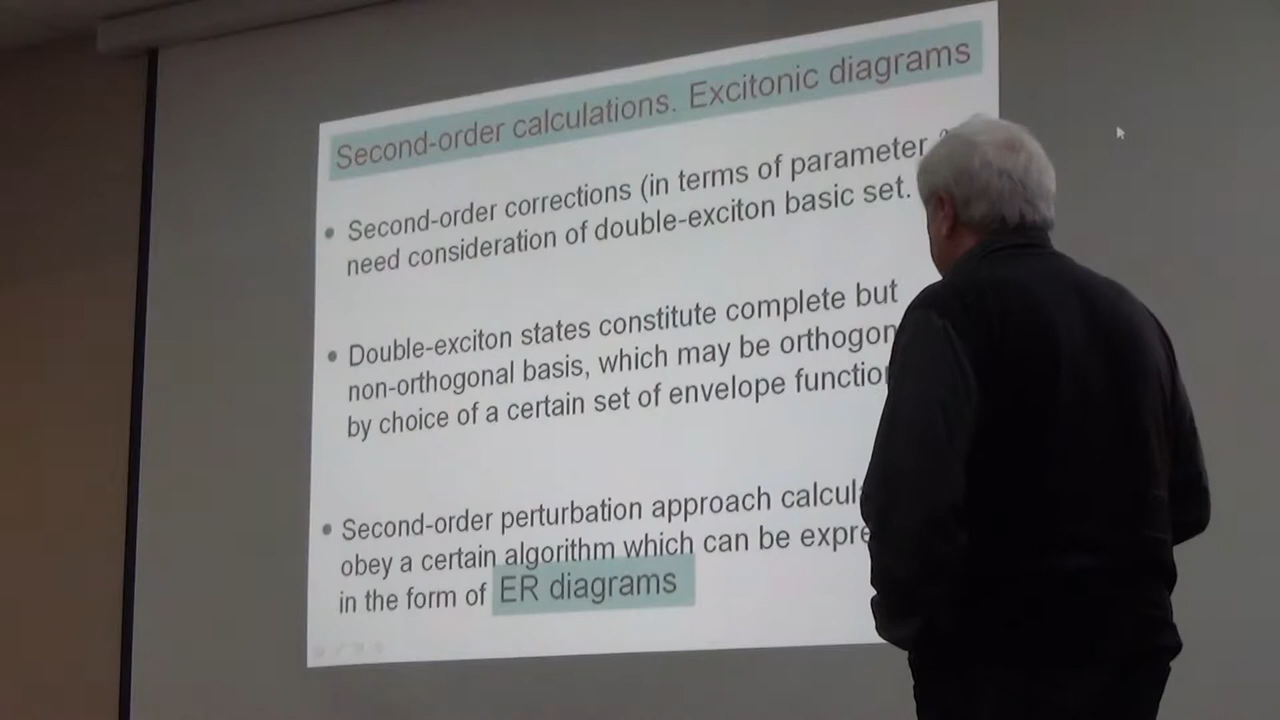 Second-order calculations. Excitonic diagrams
• Second-order corrections (in terms of parameter
need consideration of double-exciton basic set.
• Double-exciton states constitute complete but
non-orthogonal basis, which may be orthogon
by choice of a certain set of envelope function
• Second-order perturbation approach calcul
obey a certain algorithm which can be expre
in the form of ER diagrams